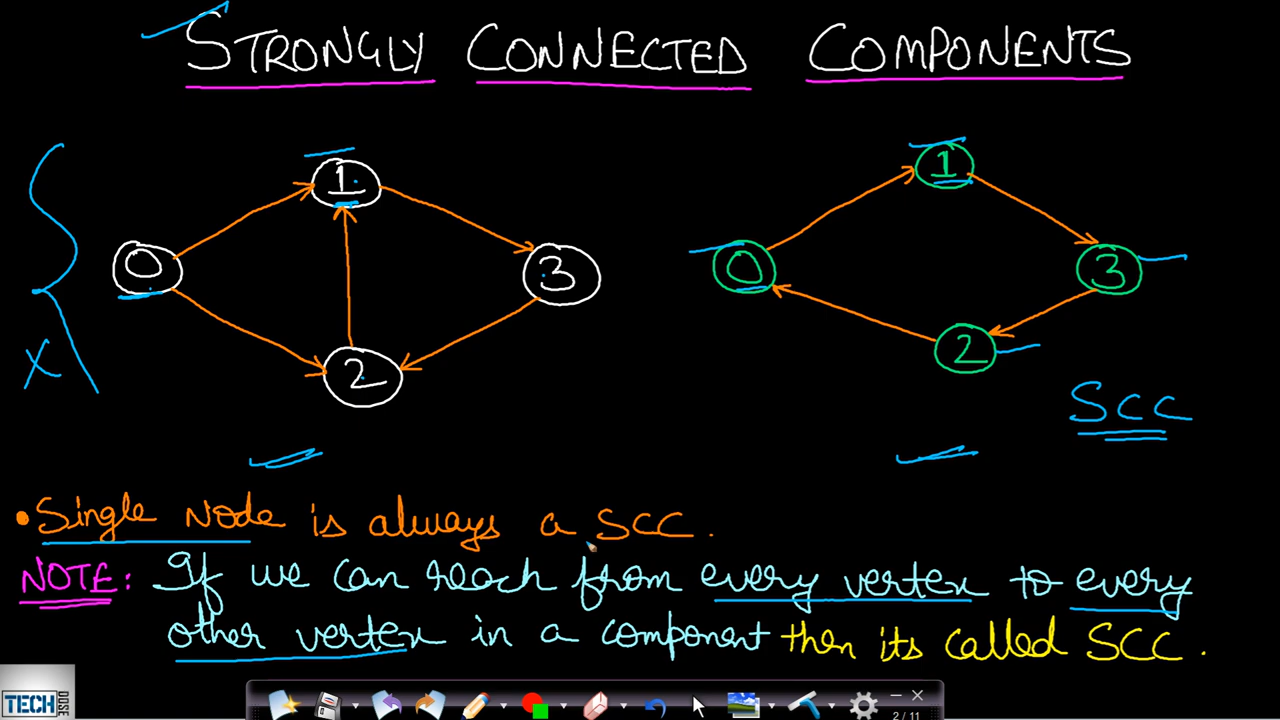 STRONGLY CONNECTED COMPONENTS
1
1
0
3
0
3
2
2
X
SCC
• Single Node is always a SCC.
NOTE: If we can reach from every vertex to every
other vertex in a component then its called SCC.
TECH DOSE
2 / 11